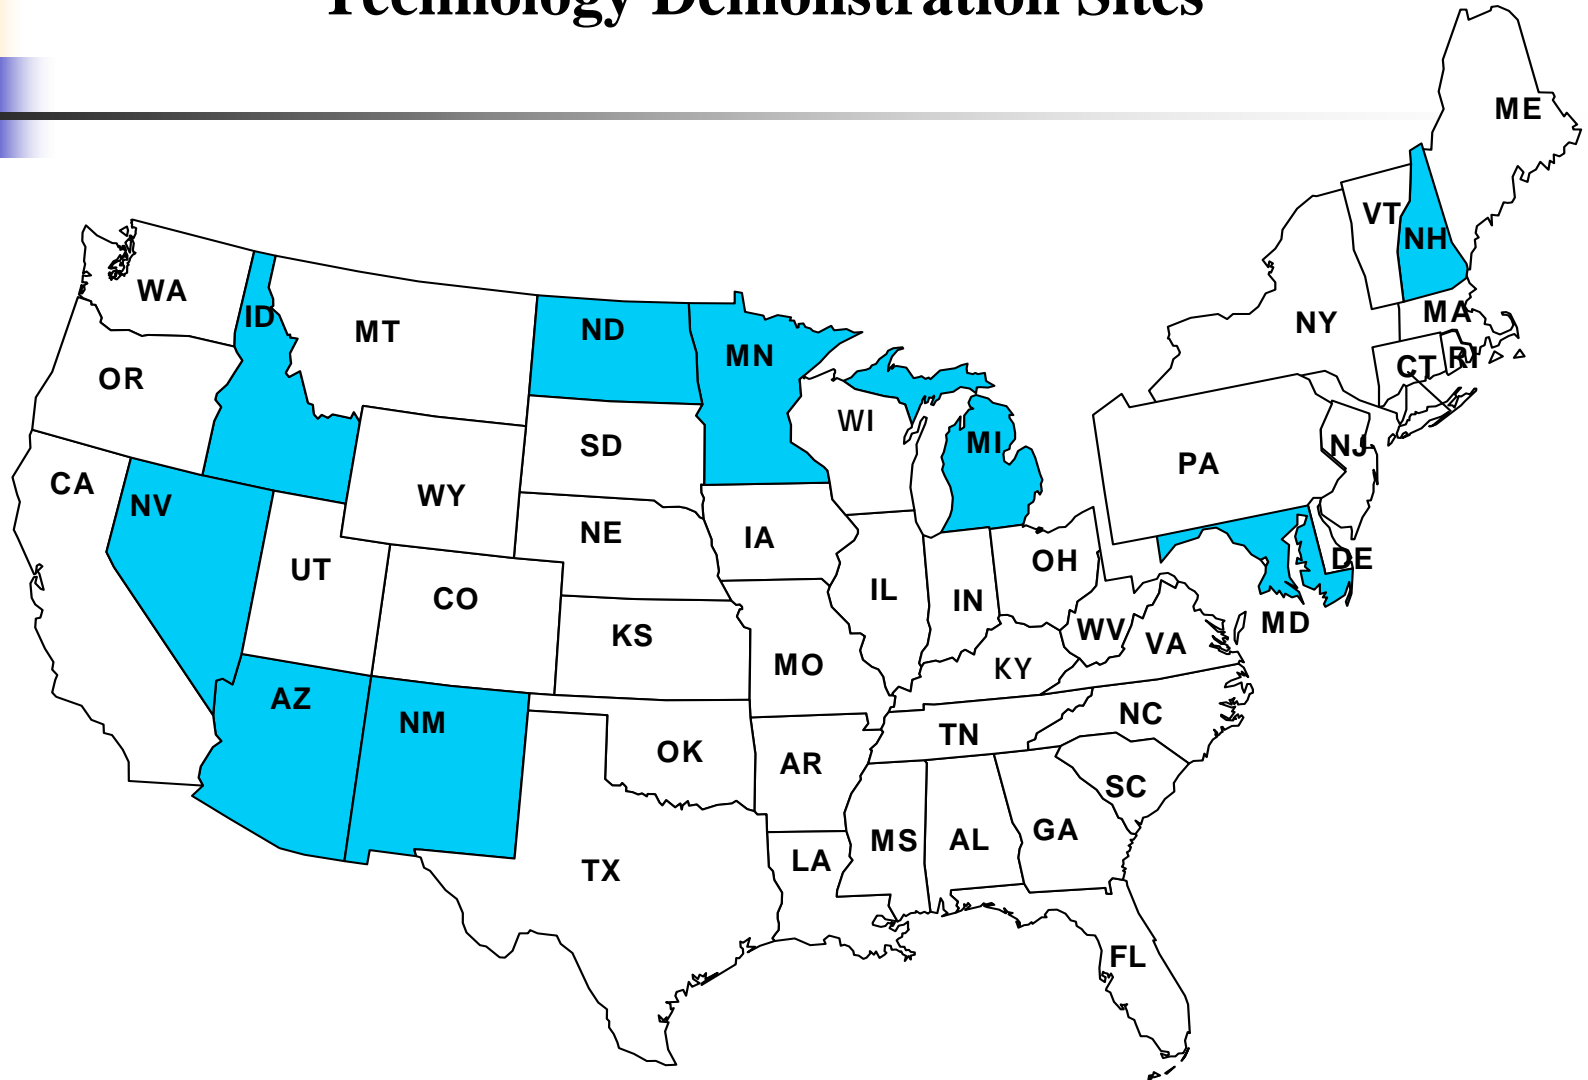 Technology Demonstration Sites
ME
VT
NH
WA
ID
MT
ND
MN
NY
MA
OR
CT
RI
WI
MI
SD
PA
NJ
CA
NV
WY
NE
IA
UT
CO
OH
DE
IL
IN
KS
WV
MD
VA
MO
KY
AZ
NM
NC
TN
OK
AR
SC
GA
MS
AL
LA
TX
FL